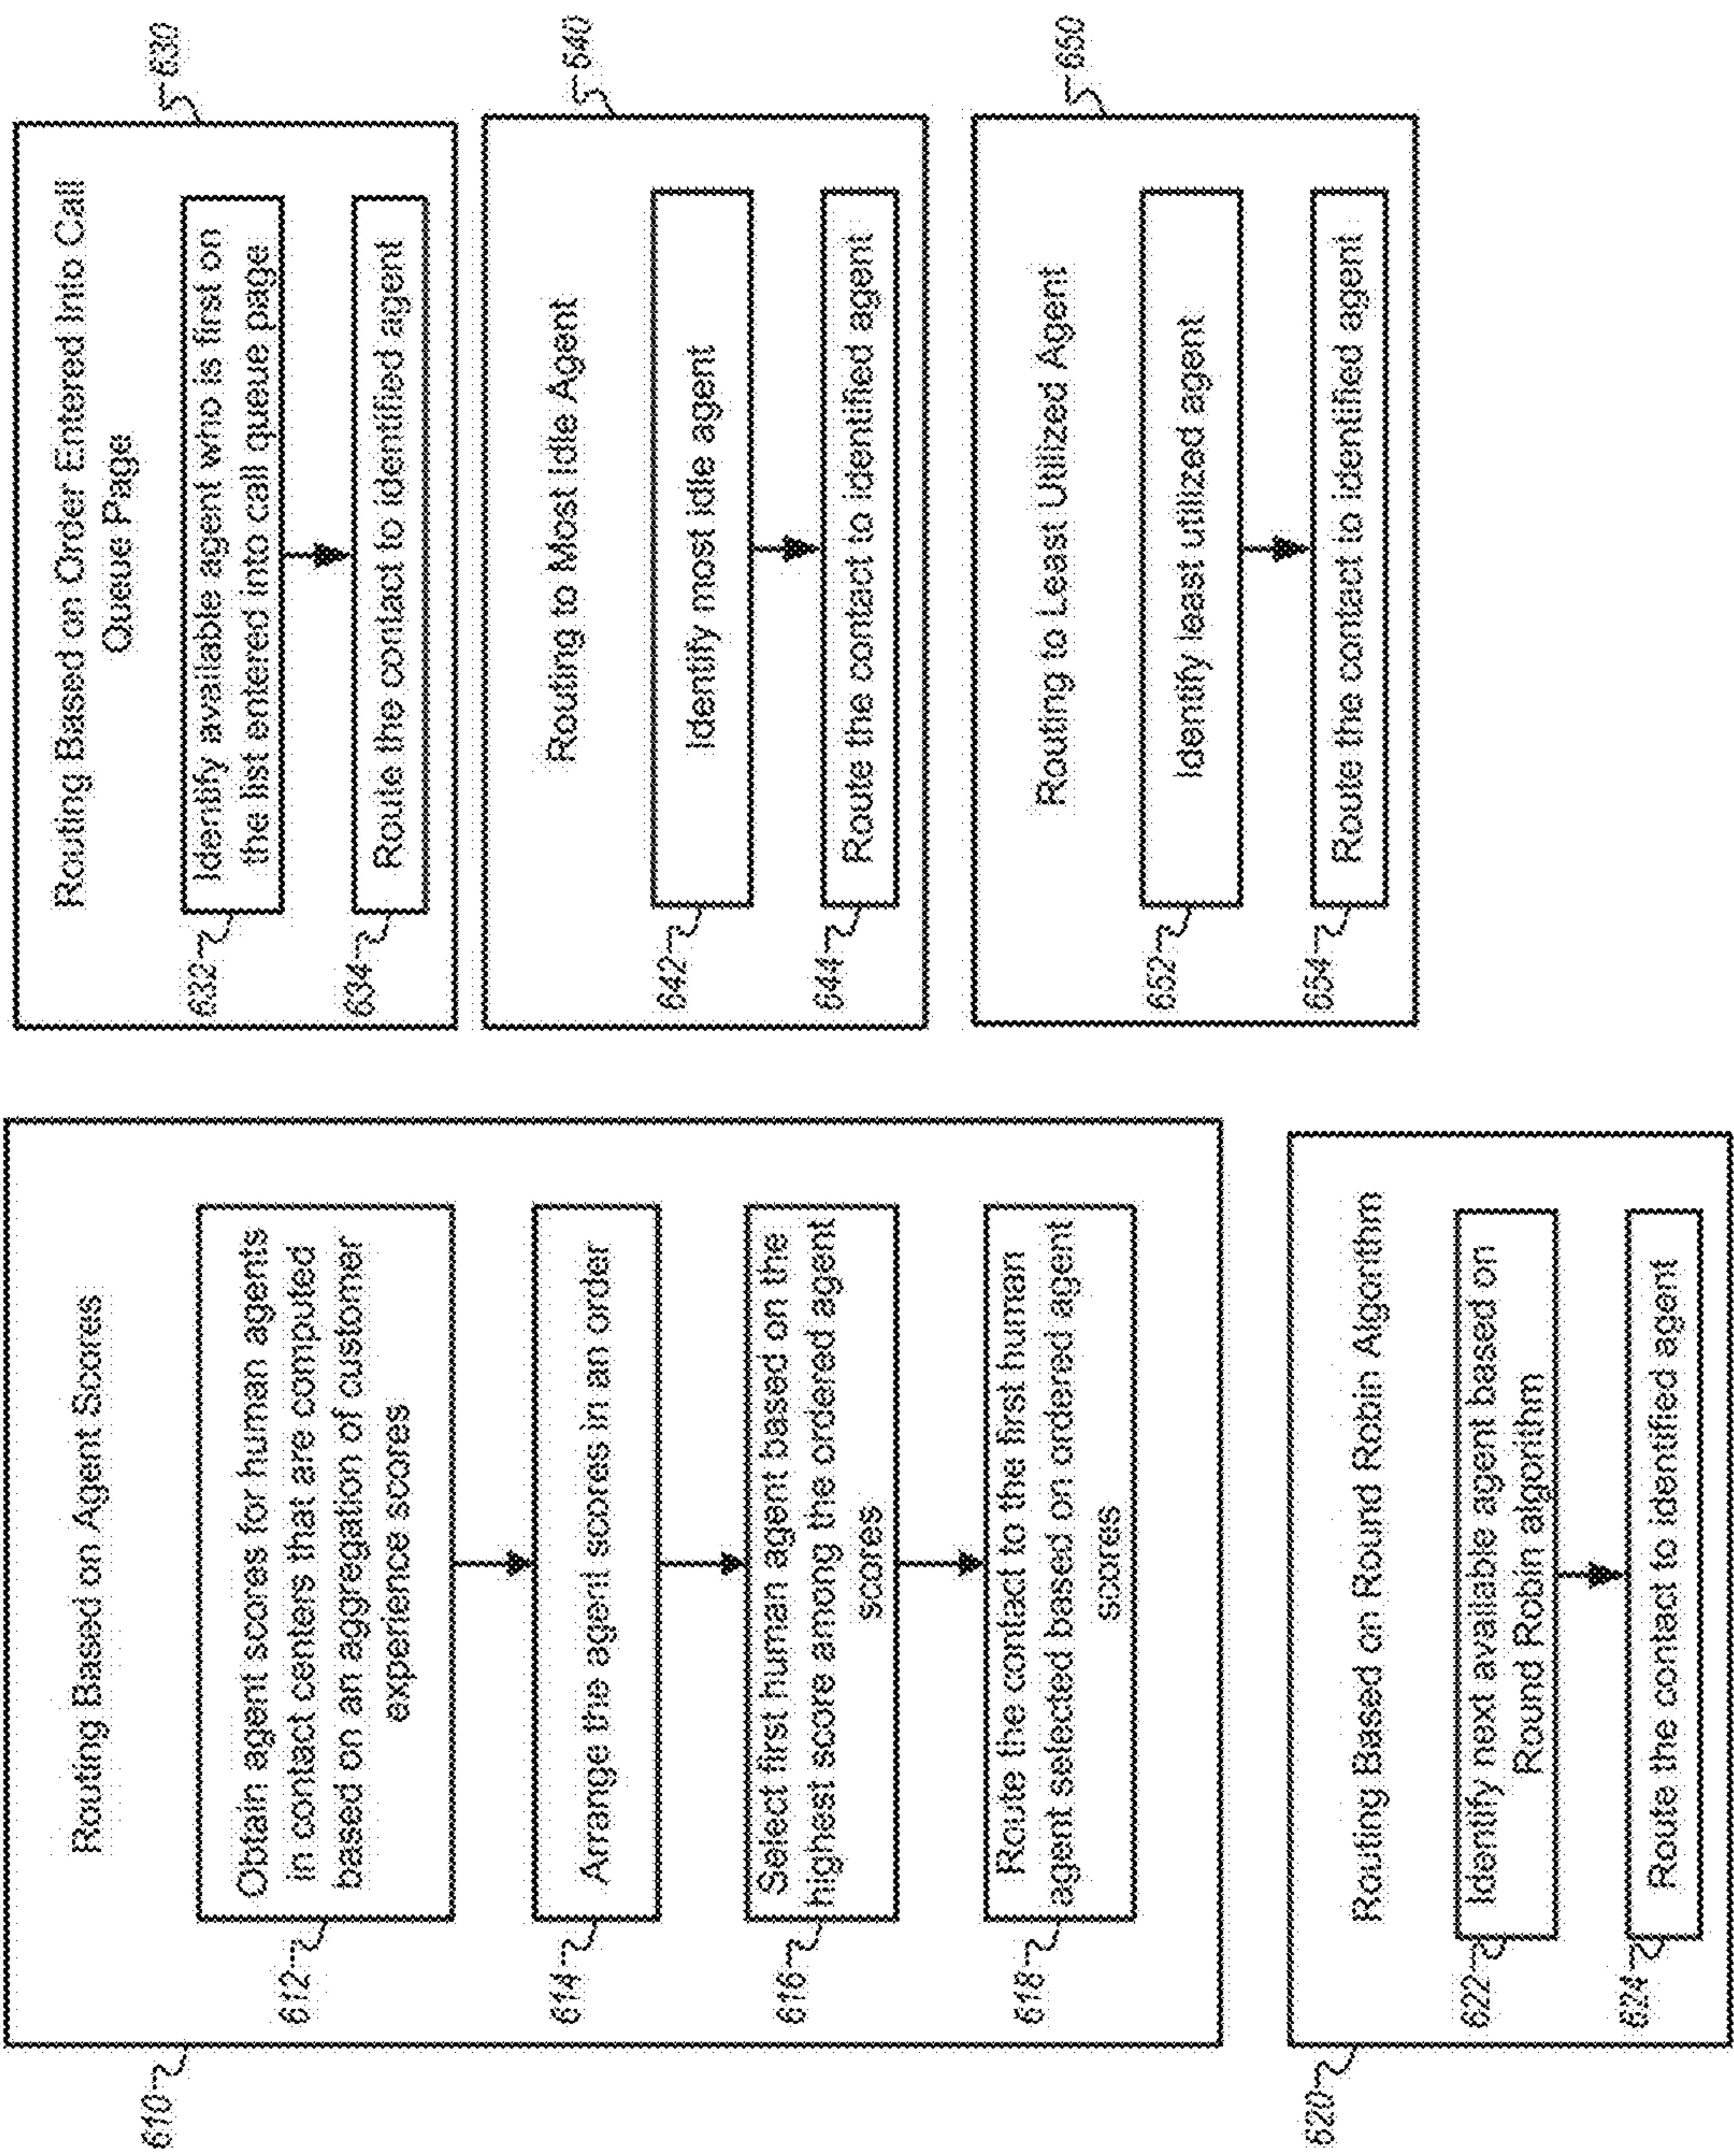 610
Routing Based on Agent Scores
612
Obtain agent scores for human agents
in contact centers that are computed
based on an aggregation of customer
experience scores
614
Arrange the agent scores in an order
616
Select first human agent based on the
highest score among the ordered agent
scores
618
Route the contact to the first human
agent selected based on ordered agent
scores
620
Routing Based on Round Robin Algorithm
622
Identify next available agent based on
Round Robin algorithm
624
Route the contact to identified agent
630
Routing Based on Order Entered Into Call
Queue Page
632
Identify available agent who is first on
the list entered into call queue page
634
Route the contact to identified agent
640
Routing to Most Idle Agent
642
Identify most idle agent
644
Route the contact to identified agent
650
Routing to Least Utilized Agent
652
Identify least utilized agent
654
Route the contact to identified agent